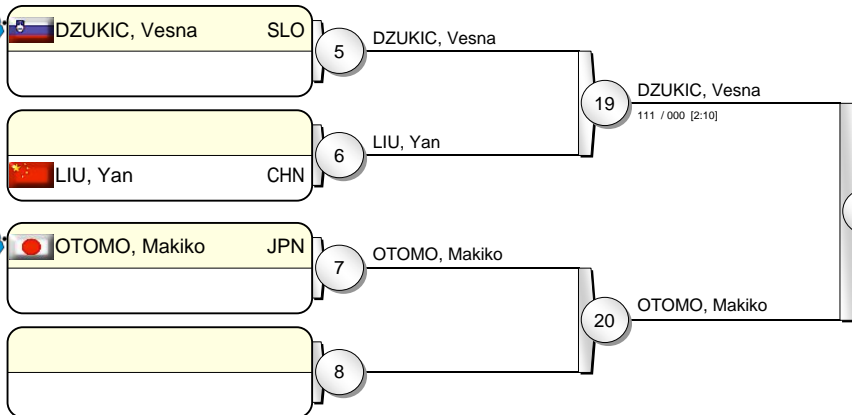 DZUKIC, Vesna SLO
5
DZUKIC, Vesna
19
DZUKIC, Vesna
111 / 000 [2:10]
6
LIU, Yan
LIU, Yan CHN
OTOMO, Makiko JPN
7
OTOMO, Makiko
20
OTOMO, Makiko
8